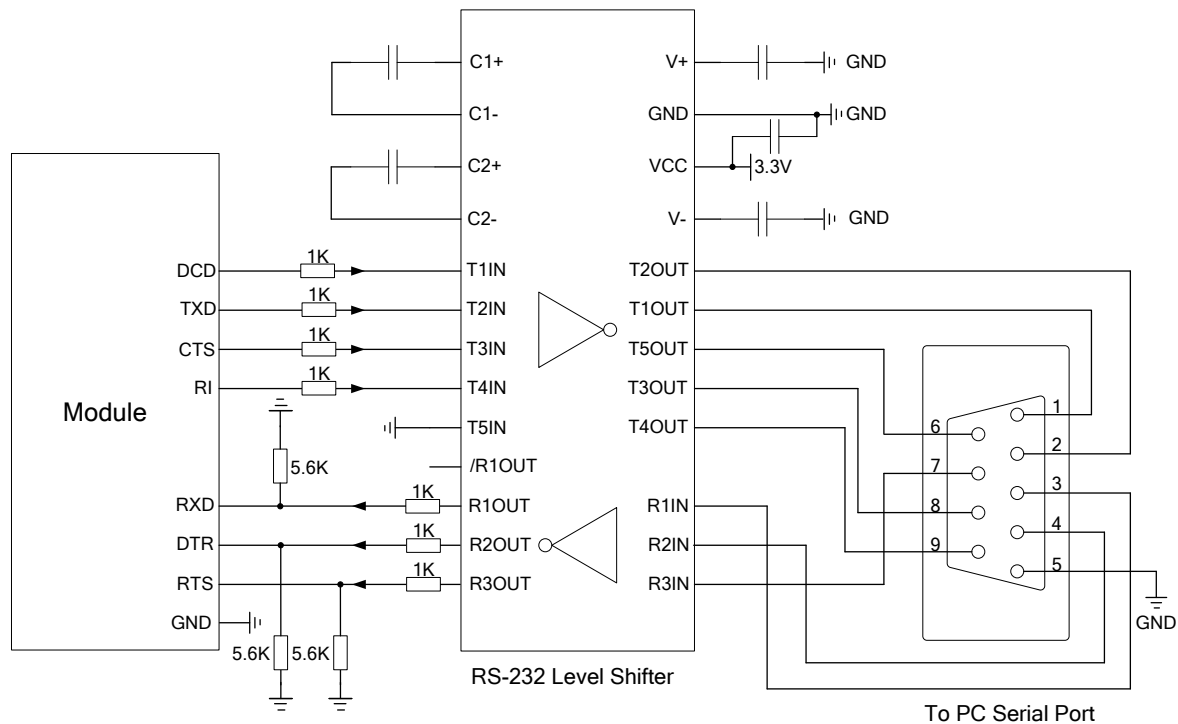 C1+
V+
GND
C1-
GND
GND
C2+
VCC
3.3V
C2-
V-
GND
DCD
1K
T1IN
T2OUT
TXD
1K
T2IN
T1OUT
CTS
1K
T3IN
T5OUT
RI
1K
T4IN
T3OUT
Module
T5IN
T4OUT
1
6
2
5.6K
/R1OUT
7
3
RXD
1K
R1OUT
R1IN
8
4
DTR
1K
R2OUT
R2IN
9
5
RTS
1K
R3OUT
R3IN
GND
GND
5.6K
5.6K
RS-232 Level Shifter
To PC Serial Port